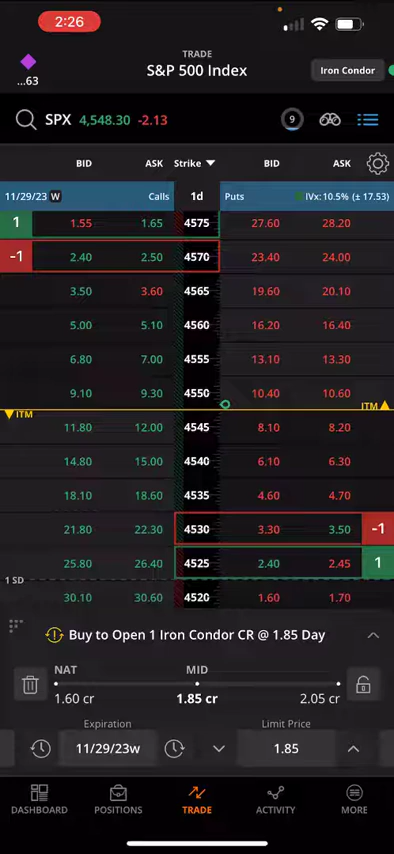 2:26
TRADE
...63
S&P 500 Index
Iron Condor
SPX 4,548.30 -2.13
9
BID ASK Strike BID ASK
11/29/23 W Calls 1d Puts IVx: 10.5% (± 17.53)
1 1.55 1.65 4575 27.60 28.20
-1 2.40 2.50 4570 23.40 24.00
3.50 3.60 4565 19.60 20.10
5.00 5.10 4560 16.20 16.40
6.80 7.00 4555 13.10 13.30
9.10 9.30 4550 10.40 10.60
ITM ITM
11.80 12.00 4545 8.10 8.20
14.80 15.00 4540 6.10 6.30
18.10 18.60 4535 4.60 4.70
21.80 22.30 4530 3.30 3.50 -1
25.80 26.40 4525 2.40 2.45 1
1 SD
30.10 30.60 4520 1.60 1.70
Buy to Open 1 Iron Condor CR @ 1.85 Day
NAT MID
1.60 cr 1.85 cr 2.05 cr
Expiration Limit Price
11/29/23w 1.85
DASHBOARD POSITIONS TRADE ACTIVITY MORE